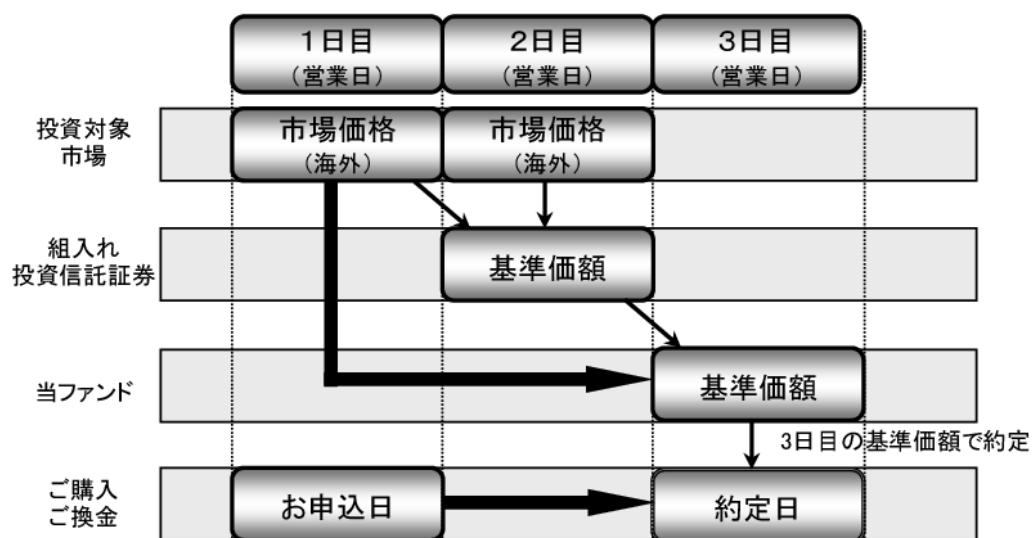 1日目
(営業日)
2日目
(営業日)
3日目
(営業日)
投資対象
市場
市場価格
(海外)
市場価格
(海外)
組入れ
投資信託証券
基準価額
当ファンド
基準価額
3日目の基準価額で約定
ご購入
ご換金
お申込日
約定日